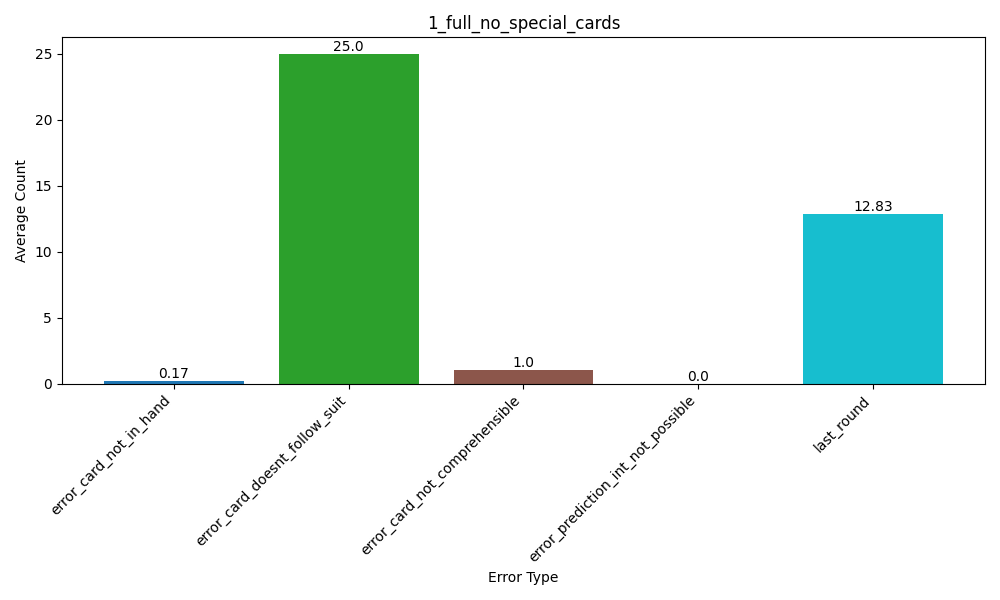 1_full_no_special_cards
Average Count
25
20
15
10
5
0
0.17
25.0
1.0
0.0
12.83
error_card_not_in_hand
error_card_doesnt_follow_suit
error_card_not_comprehensible
error_prediction_int_not_possible
last_round
Error Type